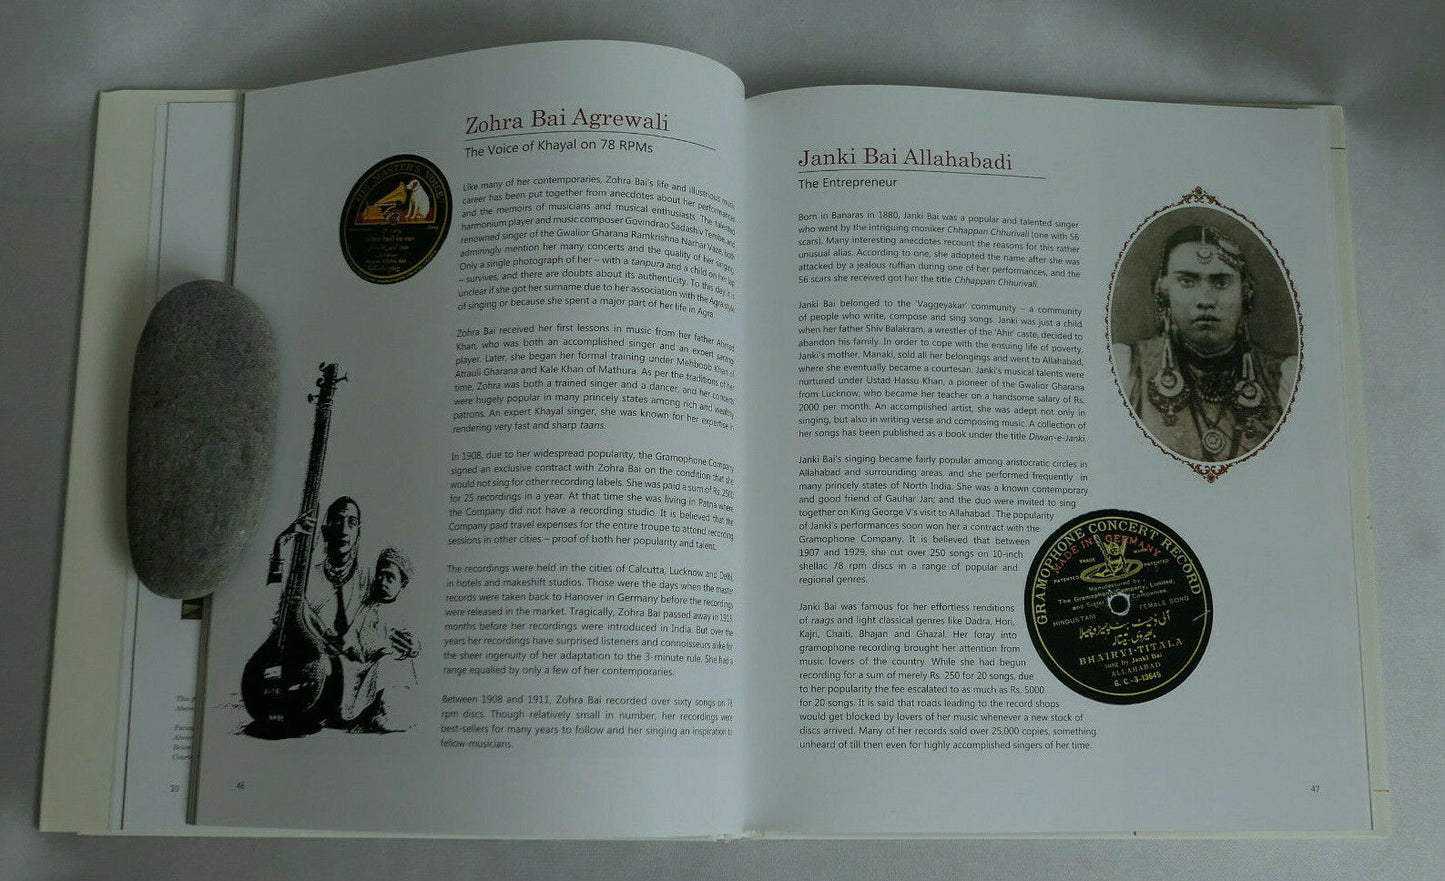 Zohra Bai Agrewali
The Voice of Khayal on 78 RPMs
HIS MASTER'S VOICE
Like many of her contemporaries, Zohra Bai's life and illustrious music
career has been put together from anecdotes about her performances
and the memoirs of musicians and musical enthusiasts. The talented
harmonium player and music composer Govindrao Sadashiv Tembe, and
renowned singer of the Gwalior Gharana Ramkrishna Narhar Vaze, both
admiringly mention her many concerts and the quality of her singing.
Only a single photograph of her – with a tanpura and a child on her lap
– survives, and there are doubts about its authenticity. To this day it is
unclear if she got her surname due to her association with the Agra style
of singing or because she spent a major part of her life in Agra.
Zohra Bai received her first lessons in music from her father Ahmed
Khan, who was both an accomplished singer and an expert sarangi
player. Later, she began her formal training under Mehboob Khan of
Atrauli Gharana and Kale Khan of Mathura. As per the traditions of her
time, Zohra was both a trained singer and a dancer, and her concerts
were hugely popular in many princely states among rich and wealthy
patrons. An expert Khayal singer, she was known for her expertise in
rendering very fast and sharp taans.
In 1908, due to her widespread popularity, the Gramophone Company
signed an exclusive contract with Zohra Bai on the condition that she
would not sing for other recording labels. She was paid a sum of Rs 2500
for 25 recordings in a year. At that time she was living in Patna where
the Company did not have a recording studio. It is believed that the
Company paid travel expenses for the entire troupe to attend recording
sessions in other cities – proof of both her popularity and talent.
The recordings were held in the cities of Calcutta, Lucknow and Delhi,
in hotels and makeshift studios. Those were the days when the master
records were taken back to Hanover in Germany before the recordings
were released in the market. Tragically, Zohra Bai passed away in 1913,
months before her recordings were introduced in India. But over the
years her recordings have surprised listeners and connoisseurs alike for
the sheer ingenuity of her adaptation to the 3-minute rule. She had a
range equalled by only a few of her contemporaries.
Between 1908 and 1911, Zohra Bai recorded over sixty songs on 78
rpm discs. Though relatively small in number, her recordings were
best-sellers for many years to follow and her singing an inspiration to
fellow-musicians.
10
46
Janki Bai Allahabadi
The Entrepreneur
Born in Banaras in 1880, Janki Bai was a popular and talented singer
who went by the intriguing moniker Chhappan Chhurivali (one with 56
scars). Many interesting anecdotes recount the reasons for this rather
unusual alias. According to one, she adopted the name after she was
attacked by a jealous ruffian during one of her performances, and the
56 scars she received got her the title Chhappan Chhurivali.
Janki Bai belonged to the 'Vaggeyakar' community – a community
of people who write, compose and sing songs. Janki was just a child
when her father Shiv Balakram, a wrestler of the 'Ahir' caste, decided to
abandon his family. In order to cope with the ensuing life of poverty,
Janki's mother, Manaki, sold all her belongings and went to Allahabad,
where she eventually became a courtesan. Janki's musical talents were
nurtured under Ustad Hassu Khan, a pioneer of the Gwalior Gharana
from Lucknow, who became her teacher on a handsome salary of Rs.
2000 per month. An accomplished artist, she was adept not only in
singing, but also in writing verse and composing music. A collection of
her songs has been published as a book under the title Diwan-e-Janki.
Janki Bai's singing became fairly popular among aristocratic circles in
Allahabad and surrounding areas, and she performed frequently in
many princely states of North India. She was a known contemporary
and good friend of Gauhar Jan; and the duo were invited to sing
together on King George V's visit to Allahabad. The popularity
of Janki's performances soon won her a contract with the
Gramophone Company. It is believed that between
1907 and 1929, she cut over 250 songs on 10-inch
shellac 78 rpm discs in a range of popular and
regional genres.
Janki Bai was famous for her effortless renditions
of raags and light classical genres like Dadra, Hori,
Kajri, Chaiti, Bhajan and Ghazal. Her foray into
gramophone recording brought her attention from
music lovers of the country. While she had begun
recording for a sum of merely Rs. 250 for 20 songs, due
to her popularity the fee escalated to as much as Rs. 5000
for 20 songs. It is said that roads leading to the record shops
would get blocked by lovers of her music whenever a new stock of
discs arrived. Many of her records sold over 25,000 copies, something
unheard of till then even for highly accomplished singers of her time.
GRAMOPHONE CONCERT RECORD
MADE IN GERMANY
Manufactured by
The Gramophone Company, Limited,
and Sister Companies
HINDUSTANI
FEMALE SONG
BHAIRVI-TITALA
sung by Janki Bai
ALLAHABAD
G. C.-3-13645
47